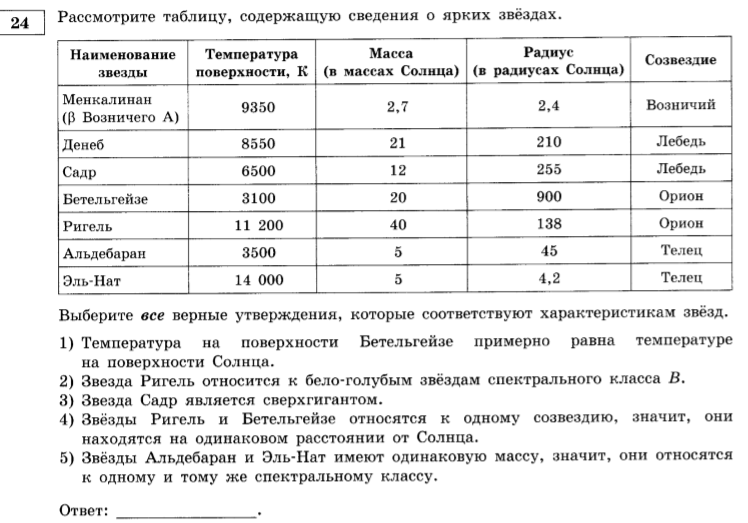 24
Рассмотрите таблицу, содержащую сведения о ярких звёздах.
Наименование звезды Температура поверхности, К Масса (в массах Солнца) Радиус (в радиусах Солнца) Созвездие
Менкалинан (β Возничего А) 9350 2,7 2,4 Возничий
Денеб 8550 21 210 Лебедь
Садр 6500 12 255 Лебедь
Бетельгейзе 3100 20 900 Орион
Ригель 11 200 40 138 Орион
Альдебаран 3500 5 45 Телец
Эль-Нат 14 000 5 4,2 Телец
Выберите все верные утверждения, которые соответствуют характеристикам звёзд.
1) Температура на поверхности Бетельгейзе примерно равна температуре
на поверхности Солнца.
2) Звезда Ригель относится к бело-голубым звёздам спектрального класса B.
3) Звезда Садр является сверхгигантом.
4) Звёзды Ригель и Бетельгейзе относятся к одному созвездию, значит, они
находятся на одинаковом расстоянии от Солнца.
5) Звёзды Альдебаран и Эль-Нат имеют одинаковую массу, значит, они относятся
к одному и тому же спектральному классу.
Ответ: ____________________.